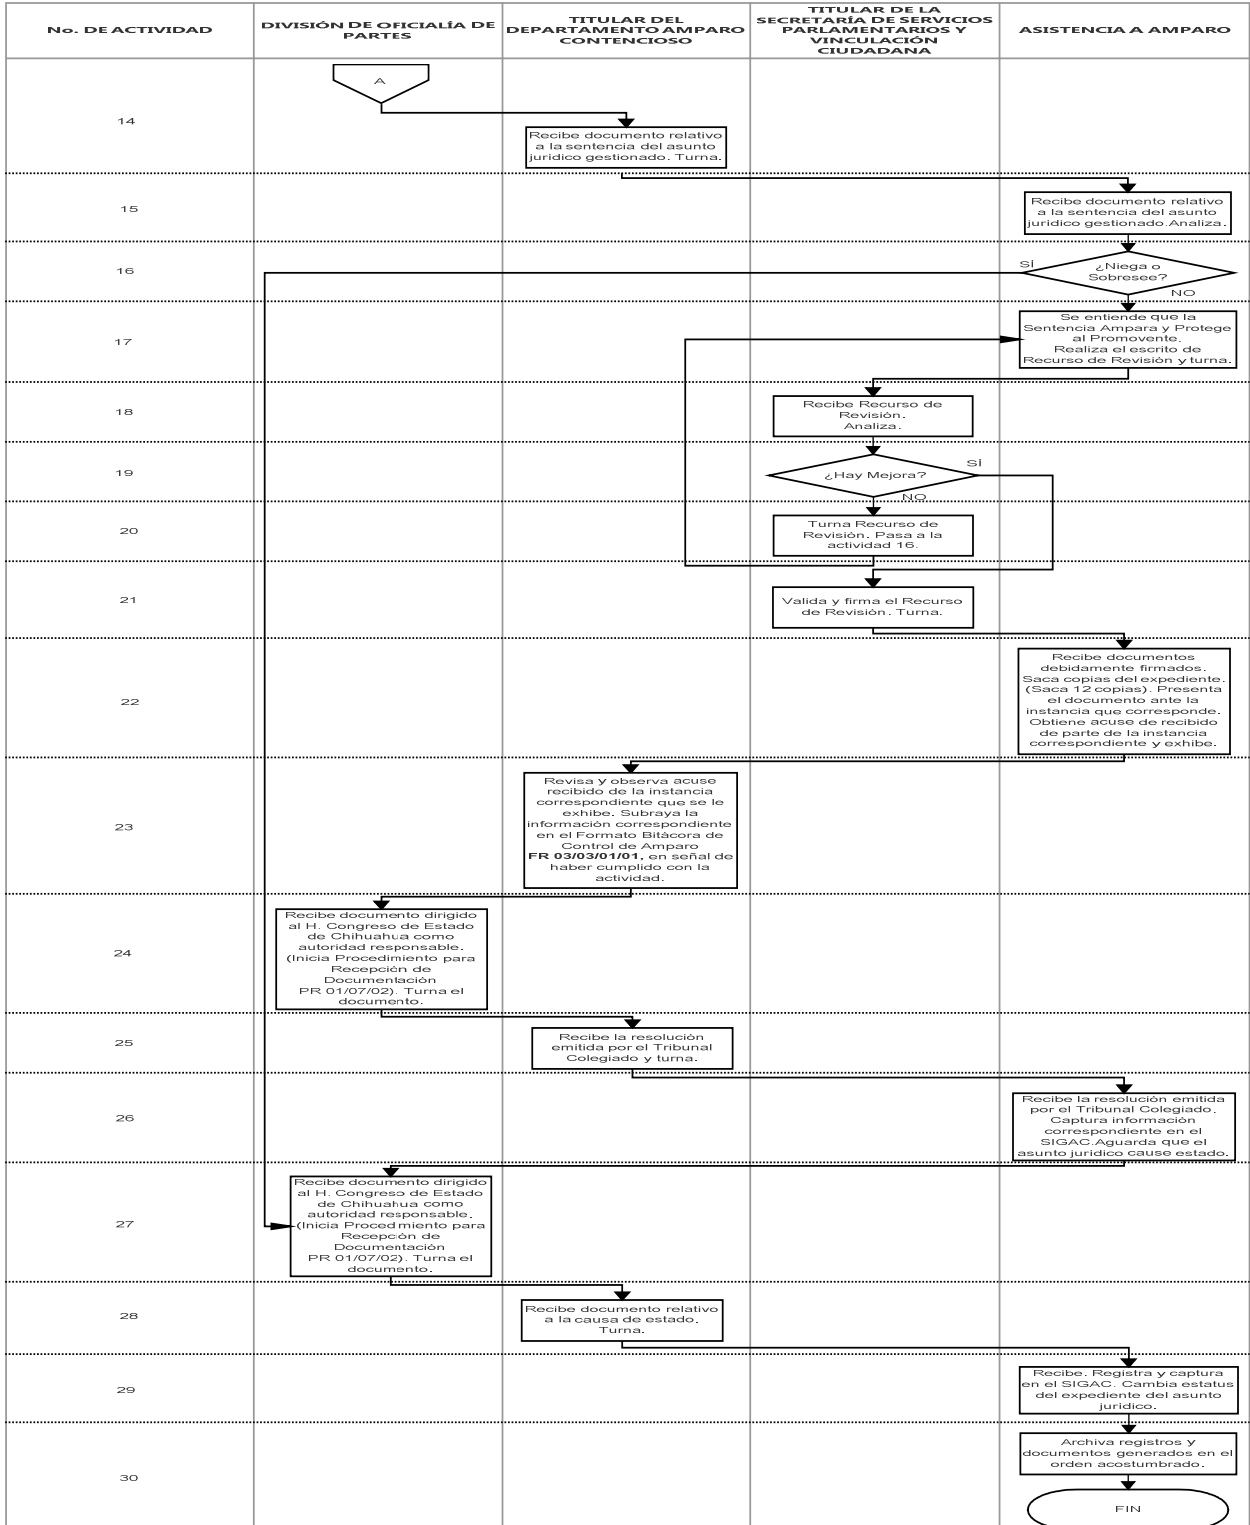 No. DE ACTIVIDAD
DIVISIÓN DE OFICIALÍA DE
PARTES
TITULAR DEL
DEPARTAMENTO AMPARO
CONTENCIOSO
TITULAR DE LA
SECRETARÍA DE SERVICIOS
PARLAMENTARIOS Y
VINCULACIÓN
CIUDADANA
ASISTENCIA A AMPARO
A
14
Recibe documento relativo
a la sentencia del asunto
jurídico gestionado. Turna.
15
Recibe documento relativo
a la sentencia del asunto
jurídico gestionado.Analiza.
16
SÍ
¿Niega o
Sobresee?
NO
17
Se entiende que la
Sentencia Ampara y Protege
al Promovente.
Realiza el escrito de
Recurso de Revisión y turna.
18
Recibe Recurso de
Revisión.
Analiza.
19
¿Hay Mejora?
SÍ
NO
20
Turna Recurso de
Revisión. Pasa a la
actividad 16.
21
Valida y firma el Recurso
de Revisión. Turna.
22
Recibe documentos
debidamente firmados.
Saca copias del expediente.
(Saca 12 copias). Presenta
el documento ante la
instancia que corresponde.
Obtiene acuse de recibido
de parte de la instancia
correspondiente y exhibe.
23
Revisa y observa acuse
recibido de la instancia
correspondiente que se le
exhibe. Subraya la
información correspondiente
en el Formato Bitácora de
Control de Amparo
FR 03/03/01/01, en señal de
haber cumplido con la
actividad.
24
Recibe documento dirigido
al H. Congreso de Estado
de Chihuahua como
autoridad responsable.
(Inicia Procedimiento para
Recepción de
Documentación
PR 01/07/02). Turna el
documento.
25
Recibe la resolución
emitida por el Tribunal
Colegiado y turna.
26
Recibe la resolución emitida
por el Tribunal Colegiado.
Captura información
correspondiente en el
SIGAC.Aguarda que el
asunto jurídico cause estado.
27
Recibe documento dirigido
al H. Congreso de Estado
de Chihuahua como
autoridad responsable.
(Inicia Procedimiento para
Recepción de
Documentación
PR 01/07/02). Turna el
documento.
28
Recibe documento relativo
a la causa de estado.
Turna.
29
Recibe. Registra y captura
en el SIGAC. Cambia estatus
del expediente del asunto
jurídico.
30
Archiva registros y
documentos generados en el
orden acostumbrado.
FIN